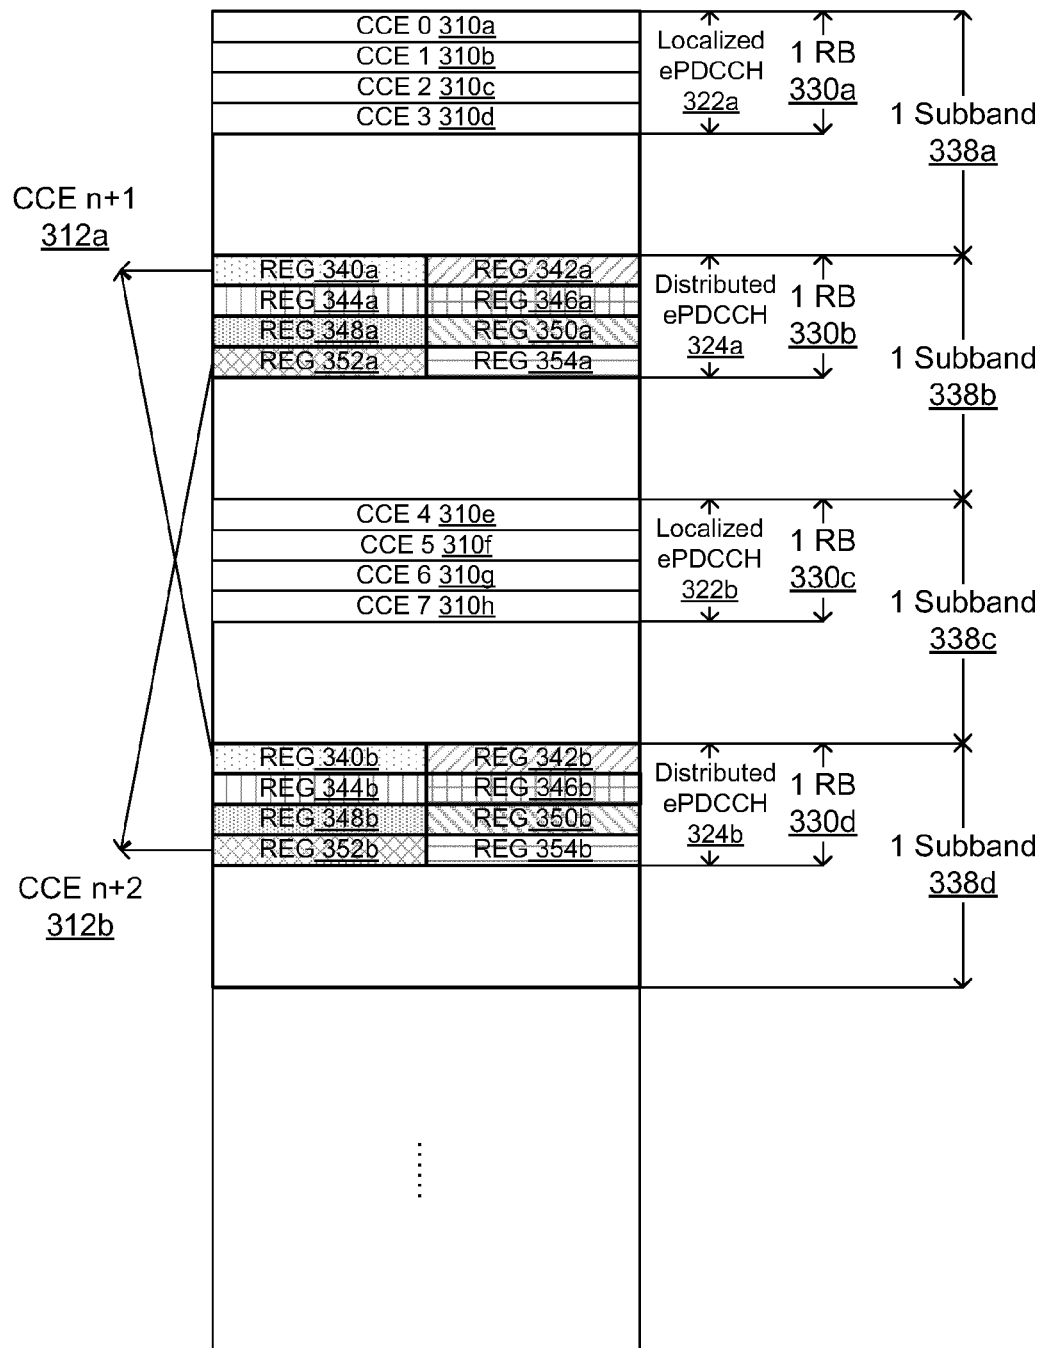 CCE 0 310a
CCE 1 310b
CCE 2 310c
CCE 3 310d
Localized
ePDCCH
322a
1 RB
330a
1 Subband
338a
CCE n+1
312a
REG 340a
REG 342a
REG 344a
REG 346a
REG 348a
REG 350a
REG 352a
REG 354a
Distributed
ePDCCH
324a
1 RB
330b
1 Subband
338b
CCE 4 310e
CCE 5 310f
CCE 6 310g
CCE 7 310h
Localized
ePDCCH
322b
1 RB
330c
1 Subband
338c
REG 340b
REG 342b
REG 344b
REG 346b
REG 348b
REG 350b
REG 352b
REG 354b
Distributed
ePDCCH
324b
1 RB
330d
1 Subband
338d
CCE n+2
312b
......